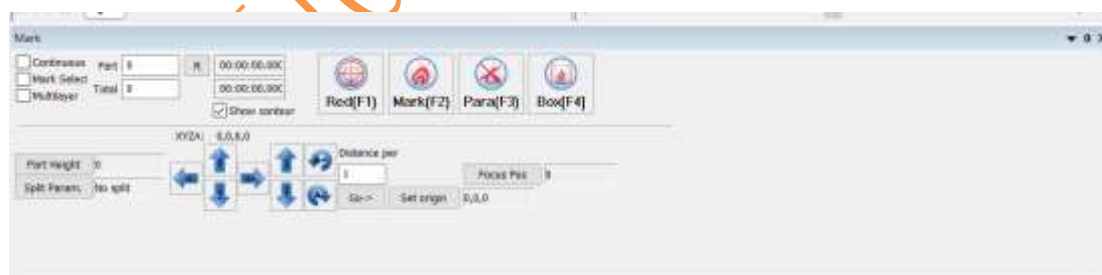 Mark
Continuous Part 0 R 00:00:00.000
Mark Select
Multilayer Total 0 00:00:00.000
Show contour
Red(F1) Mark(F2) Para(F3) Box(F4)
XYZA: 0,0,0,0
Distance per
Part Height 0 1 Focus Pos 0
Split Param. No split Go-> Set origin 0,0,0